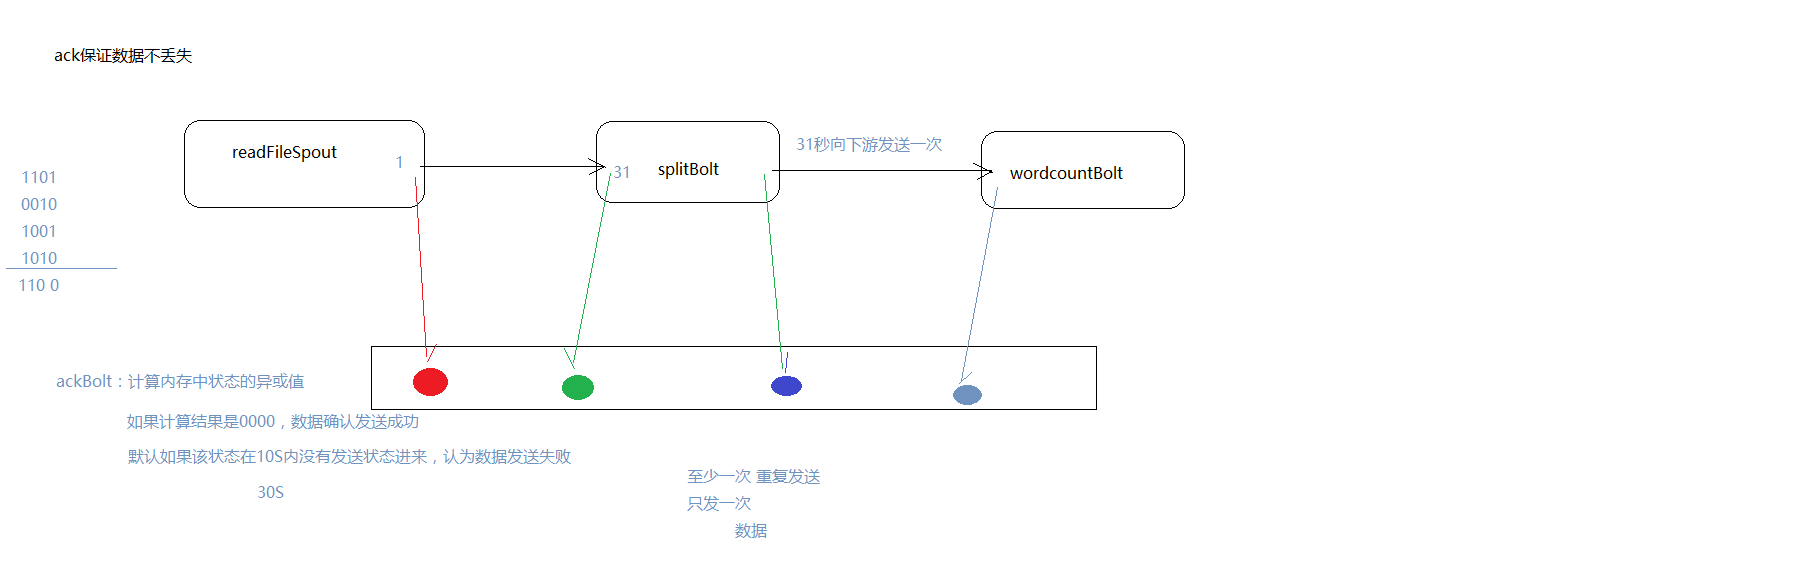 ack保证数据不丢失
31秒向下游发送一次
readFileSpout
1
31
splitBolt
wordcountBolt
1101
0010
1001
1010
110 0
ackBolt：计算内存中状态的异或值
如果计算结果是0000，数据确认发送成功
默认如果该状态在10S内没有发送状态进来，认为数据发送失败
30S
至少一次 重复发送
只发一次
数据